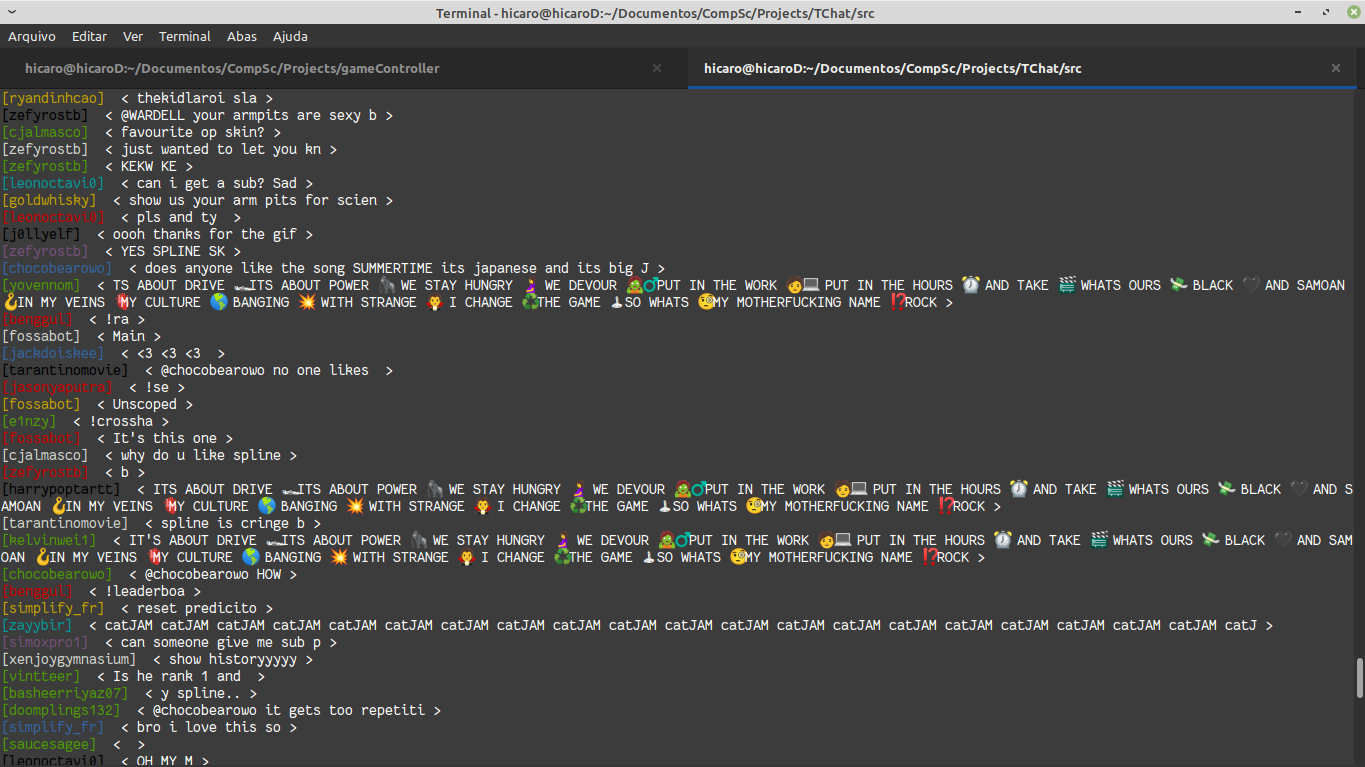 Terminal - hicaro@hicaroD:~/Documentos/CompSc/Projects/TChat/src
Arquivo Editar Ver Terminal Abas Ajuda
hicaro@hicaroD:~/Documentos/CompSc/Projects/gameController × hicaro@hicaroD:~/Documentos/CompSc/Projects/TChat/src ×
[ryandinhcao] < thekidlaroi sla >
[zefyrostb] < @WARDELL your armpits are sexy b >
[cjalmasco] < favourite op skin? >
[zefyrostb] < just wanted to let you kn >
[zefyrostb] < KEKW KE >
[leonoctavi0] < can i get a sub? Sad >
[goldwhisky] < show us your arm pits for scien >
[leonoctavi0] < pls and ty >
[j0llyelf] < oooh thanks for the gif >
[zefyrostb] < YES SPLINE SK >
[chocobearowo] < does anyone like the song SUMMERTIME its japanese and its big J >
[yovennom] < TS ABOUT DRIVE 🏎️ITS ABOUT POWER 🦍 WE STAY HUNGRY 🤰 WE DEVOUR 🧟♂️PUT IN THE WORK 🧑💻 PUT IN THE HOURS ⏰ AND TAKE 🎬 WHATS OURS 💸 BLACK 🖤 AND SAMOAN
🪝IN MY VEINS 🫀MY CULTURE 🌎 BANGING 💥 WITH STRANGE 🧛 I CHANGE ♻️THE GAME 🕹️SO WHATS 🧐MY MOTHERFUCKING NAME ⁉️ROCK >
[benggul] < !ra >
[fossabot] < Main >
[jackdoiskee] < <3 <3 <3 >
[tarantinomovie] < @chocobearowo no one likes >
[jasonyaputra] < !se >
[fossabot] < Unscoped >
[e1nzy] < !crossha >
[fossabot] < It's this one >
[cjalmasco] < why do u like spline >
[zefyrostb] < b >
[harrypoptartt] < ITS ABOUT DRIVE 🏎️ITS ABOUT POWER 🦍 WE STAY HUNGRY 🤰 WE DEVOUR 🧟♂️PUT IN THE WORK 🧑💻 PUT IN THE HOURS ⏰ AND TAKE 🎬 WHATS OURS 💸 BLACK 🖤 AND S
AMOAN 🪝IN MY VEINS 🫀MY CULTURE 🌎 BANGING 💥 WITH STRANGE 🧛 I CHANGE ♻️THE GAME 🕹️SO WHATS 🧐MY MOTHERFUCKING NAME ⁉️ROCK >
[tarantinomovie] < spline is cringe b >
[kelvinwei1] < IT'S ABOUT DRIVE 🏎️ITS ABOUT POWER 🦍 WE STAY HUNGRY 🤰 WE DEVOUR 🧟♂️PUT IN THE WORK 🧑💻 PUT IN THE HOURS ⏰ AND TAKE 🎬 WHATS OURS 💸 BLACK 🖤 AND SAM
OAN 🪝IN MY VEINS 🫀MY CULTURE 🌎 BANGING 💥 WITH STRANGE 🧛 I CHANGE ♻️THE GAME 🕹️SO WHATS 🧐MY MOTHERFUCKING NAME ⁉️ROCK >
[chocobearowo] < @chocobearowo HOW >
[benggul] < !leaderboa >
[simplify_fr] < reset predicito >
[zayybir] < catJAM catJAM catJAM catJAM catJAM catJAM catJAM catJAM catJAM catJAM catJAM catJAM catJAM catJAM catJAM catJAM catJAM catJAM catJAM catJAM catJ >
[simoxpro1] < can someone give me sub p >
[xenjoygymnasium] < show historyyyyy >
[vintteer] < Is he rank 1 and >
[basheerriyaz07] < y spline.. >
[doomplings132] < @chocobearowo it gets too repetiti >
[simplify_fr] < bro i love this so >
[saucesagee] < >
[leonoctavi0] < OH MY M >